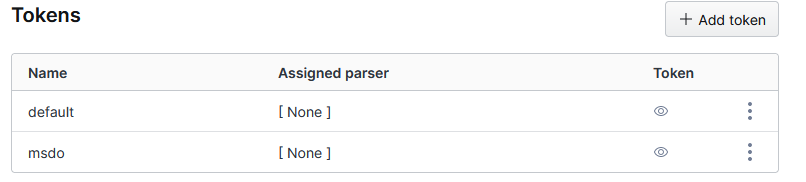 Tokens
+ Add token
Name Assigned parser Token
default [ None ]
msdo [ None ]